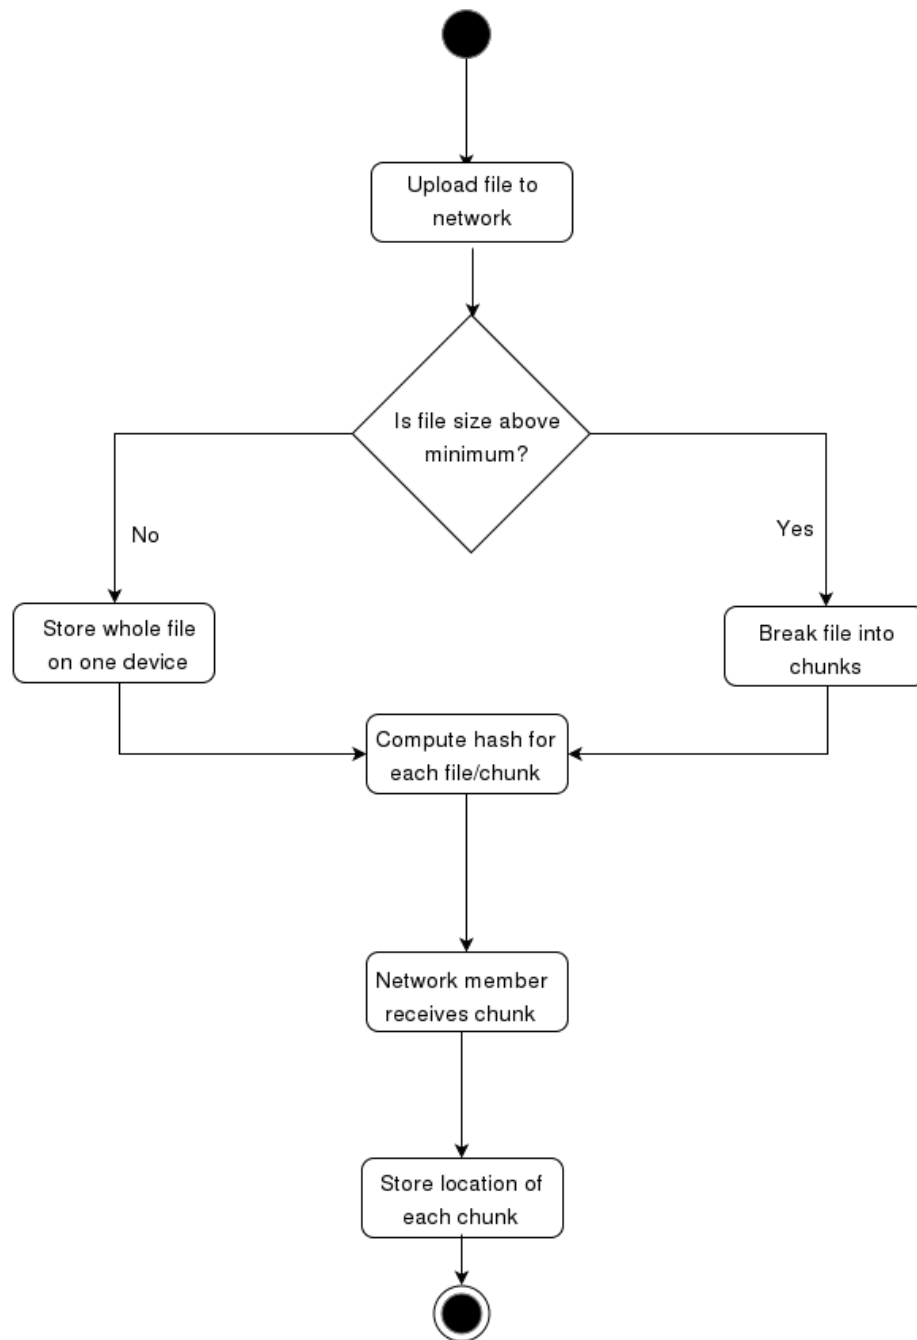 Upload file to
network
Is file size above
minimum?
No
Yes
Store whole file
on one device
Break file into
chunks
Compute hash for
each file/chunk
Network member
receives chunk
Store location of
each chunk